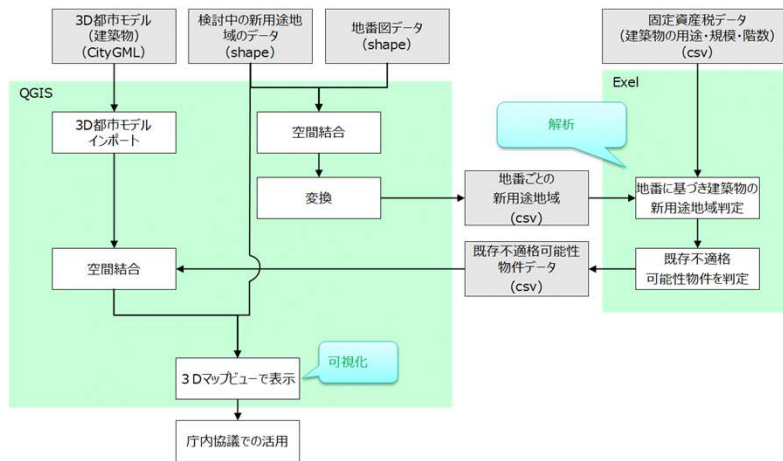 3D都市モデル
(建築物)
(CityGML)
検討中の新用途地
域のデータ
(shape)
地番図データ
(shape)
固定資産税データ
(建築物の用途・規模・階数)
(csv)
QGIS
Exel
3D都市モデル
インポート
空間結合
解析
変換
地番ごとの
新用途地域
(csv)
地番に基づき建築物の
新用途地域判定
空間結合
既存不適格可能性
物件データ
(csv)
既存不適格
可能性物件を判定
3Dマップビューで表示
可視化
庁内協議での活用